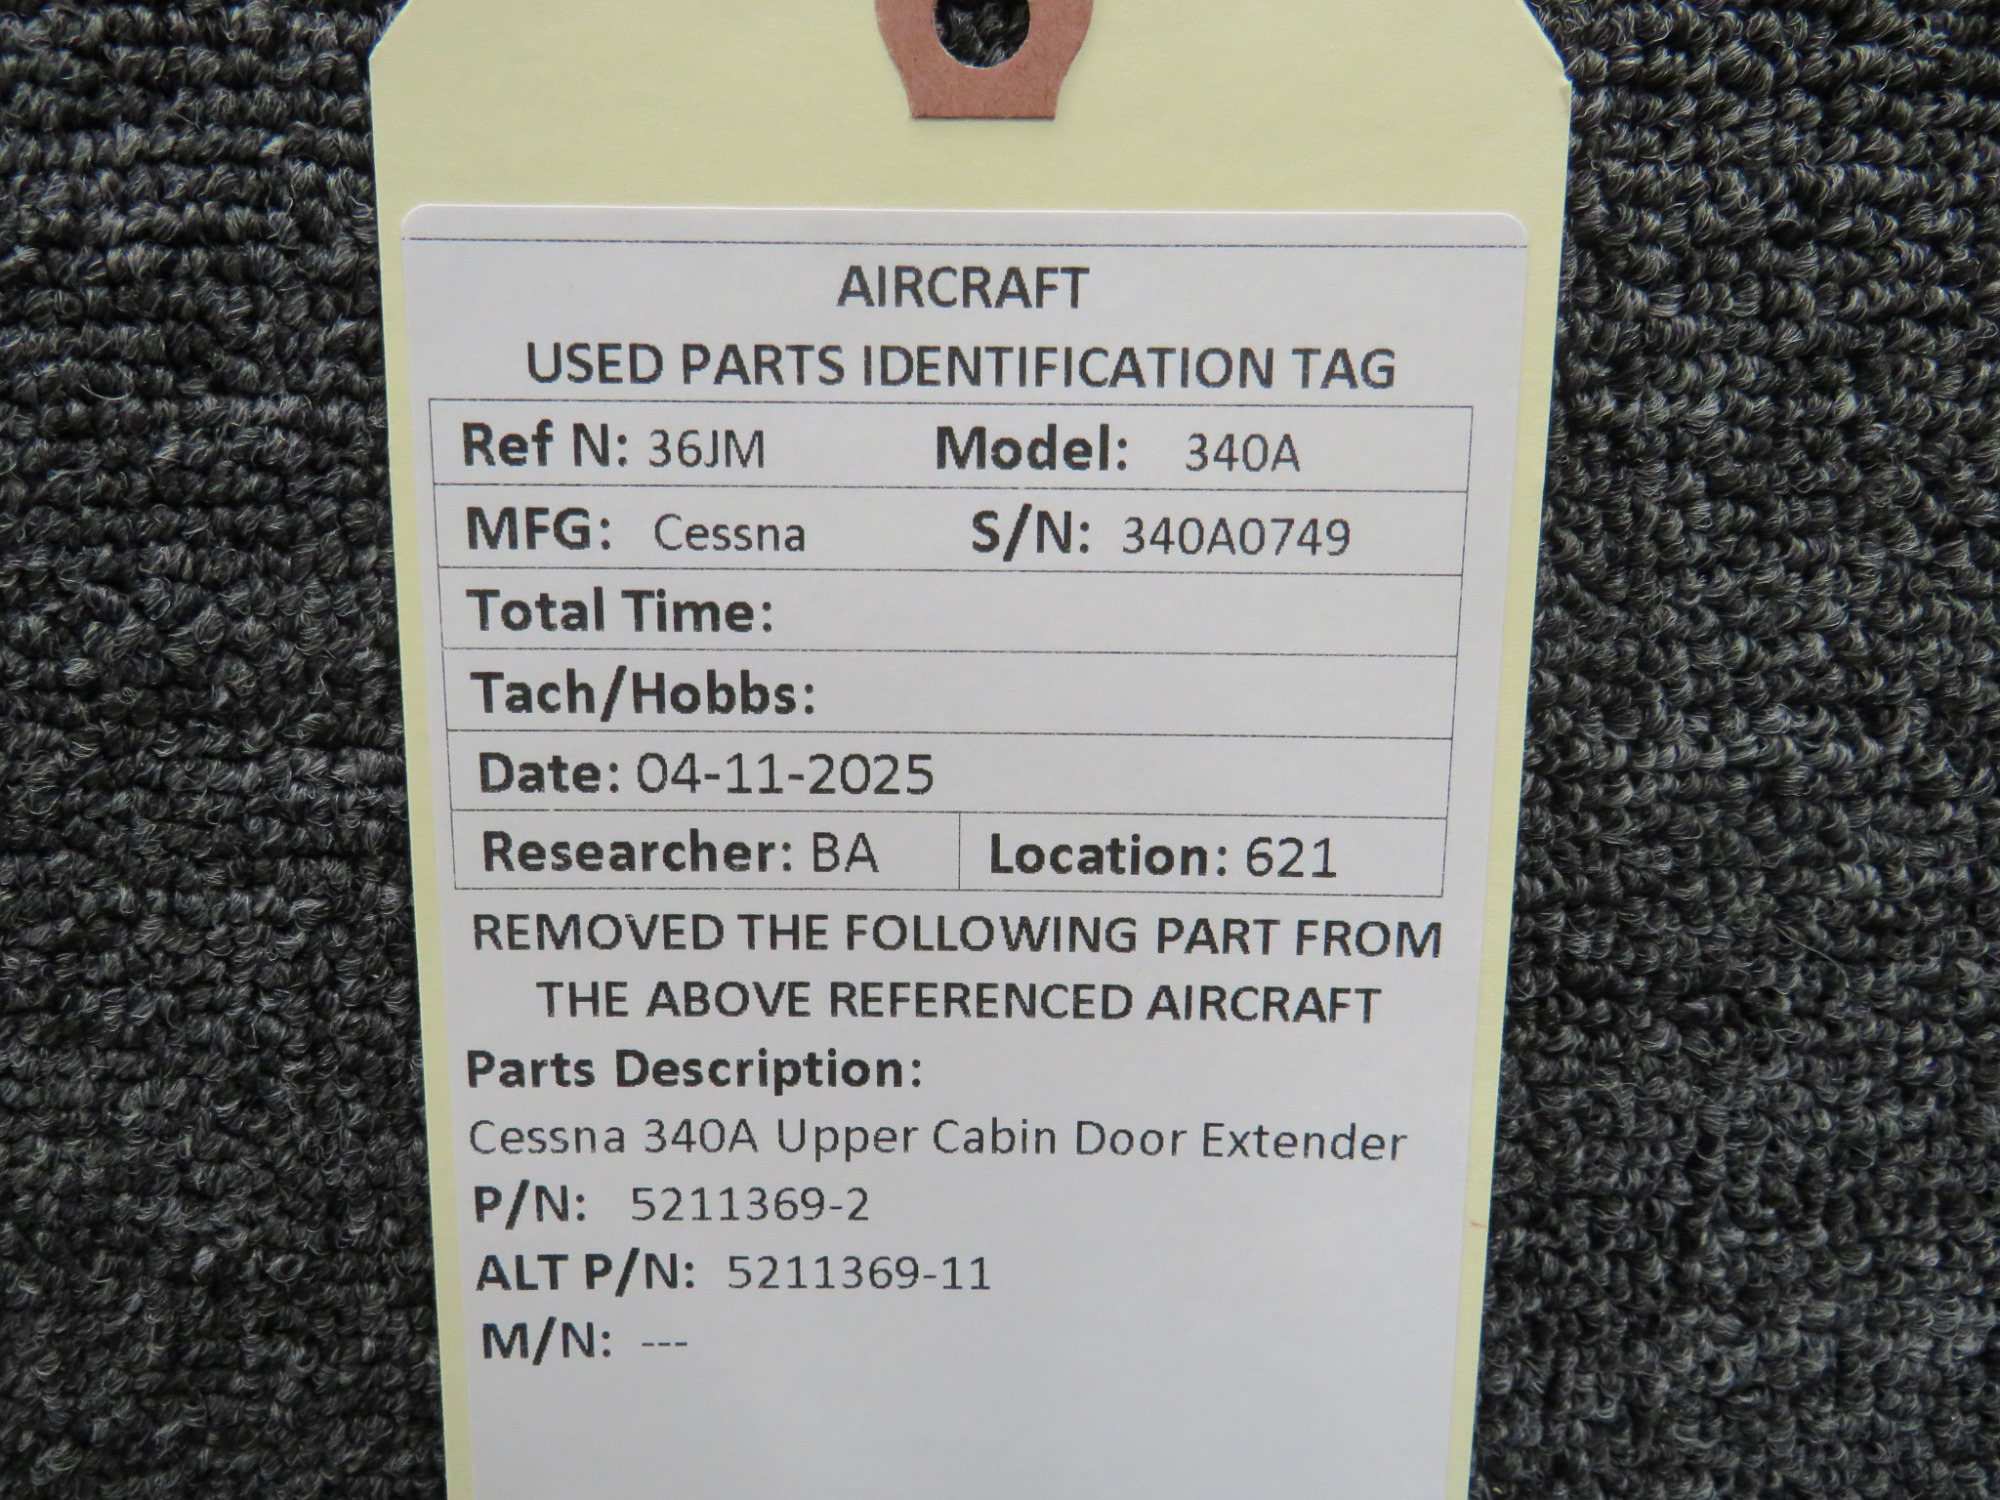 AIRCRAFT
USED PARTS IDENTIFICATION TAG
Ref N: 36JM Model: 340A
MFG: Cessna S/N: 340A0749
Total Time:
Tach/Hobbs:
Date: 04-11-2025
Researcher: BA Location: 621
REMOVED THE FOLLOWING PART FROM
THE ABOVE REFERENCED AIRCRAFT
Parts Description:
Cessna 340A Upper Cabin Door Extender
P/N: 5211369-2
ALT P/N: 5211369-11
M/N: ---